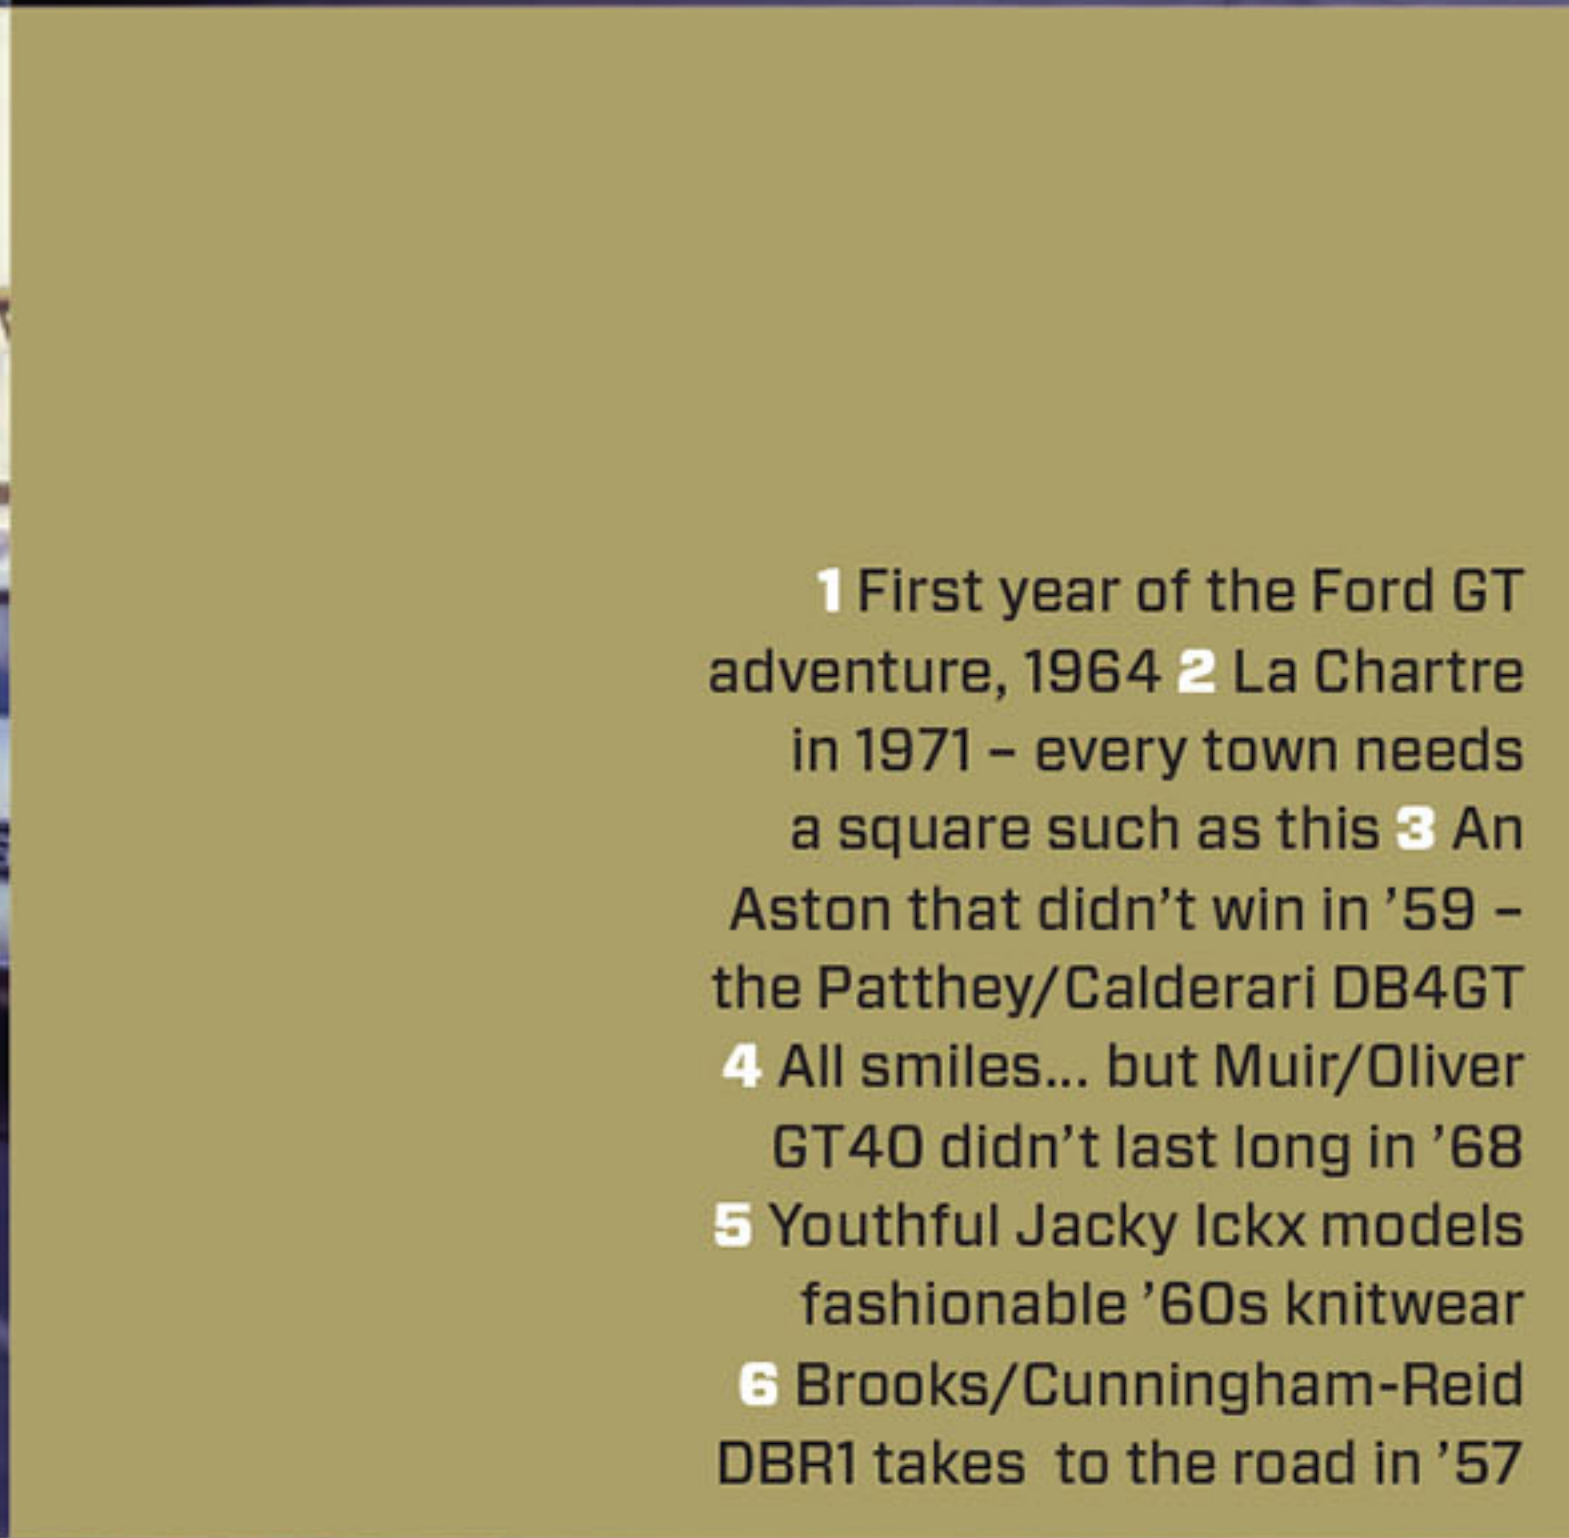 1 First year of the Ford GT
adventure, 1964 2 La Chartre
in 1971 – every town needs
a square such as this 3 An
Aston that didn’t win in ’59 –
the Patthey/Calderari DB4GT
4 All smiles... but Muir/Oliver
GT40 didn’t last long in ’68
5 Youthful Jacky Ickx models
fashionable ’60s knitwear
6 Brooks/Cunningham-Reid
DBR1 takes  to the road in ’57